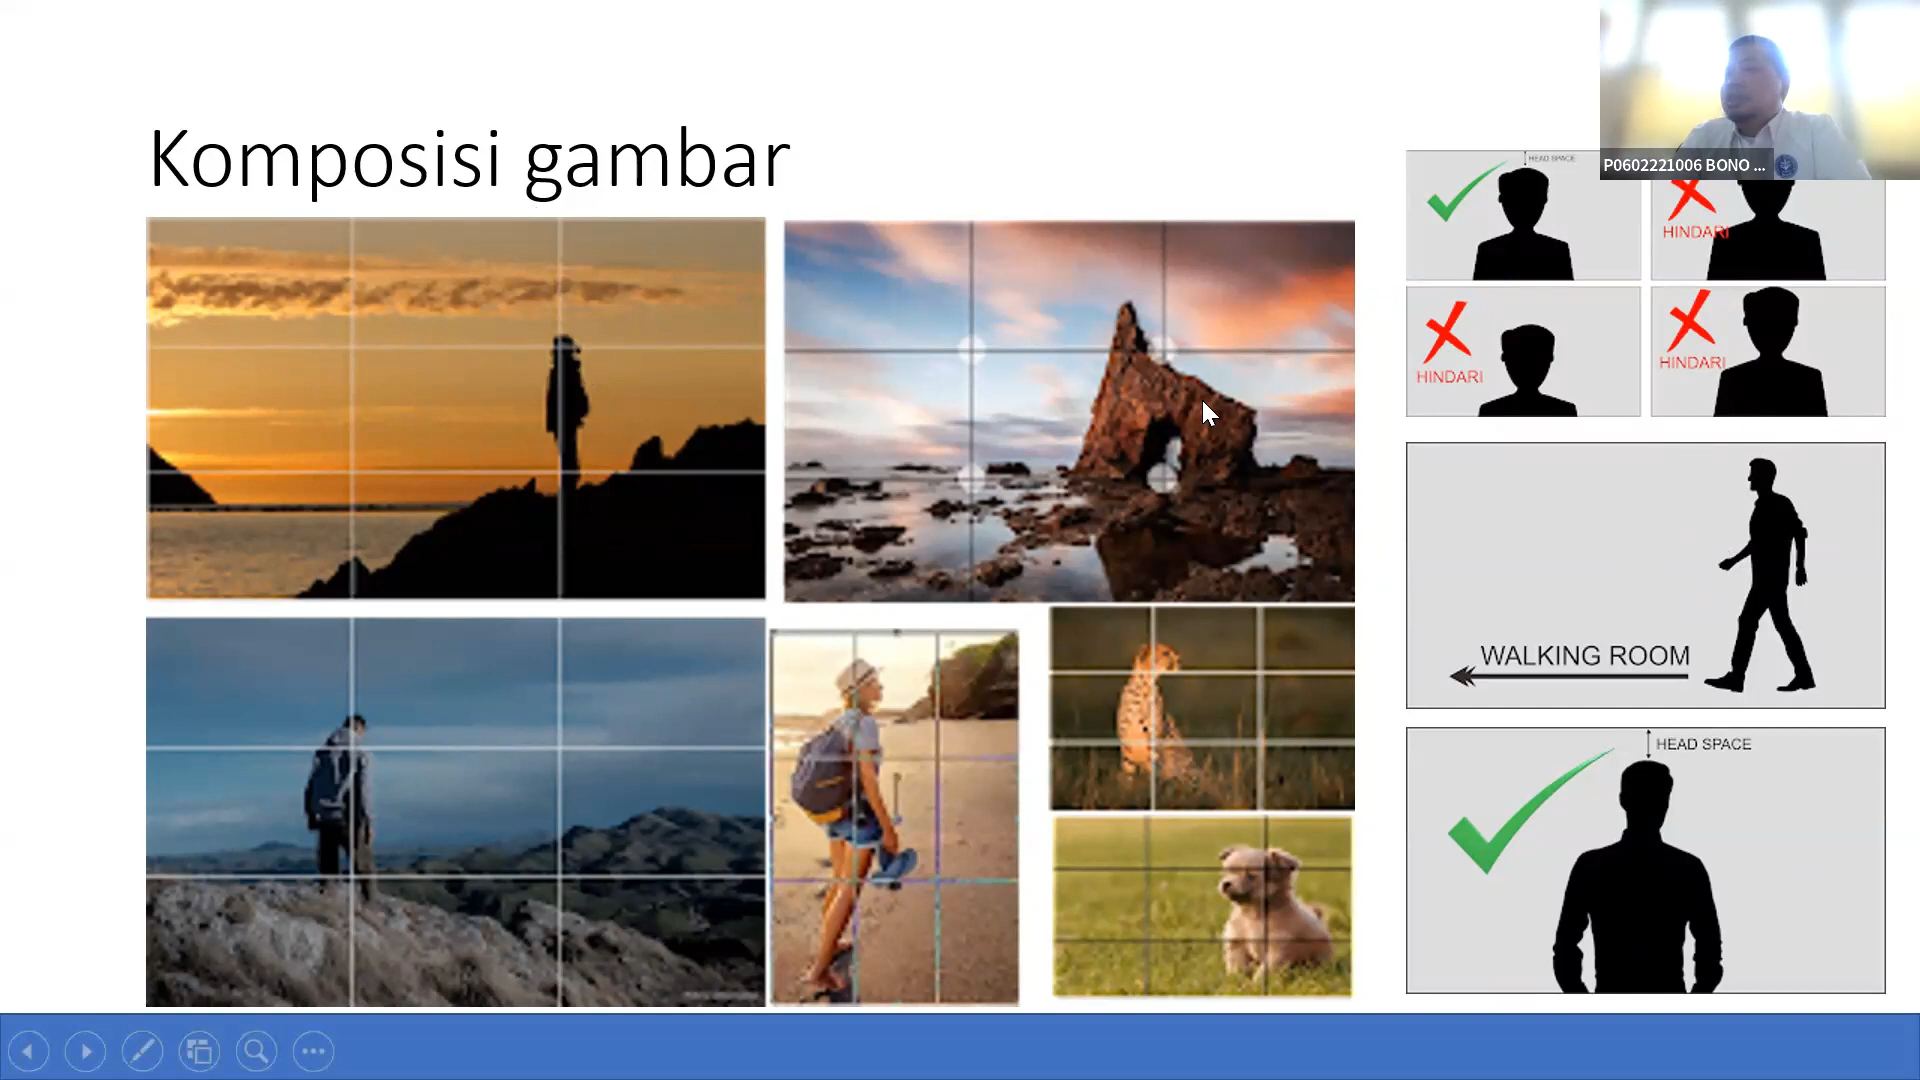 Komposisi gambar
P0602221006 BONO ...
HEAD SPACE
HINDARI
HINDARI
HINDARI
WALKING ROOM
HEAD SPACE